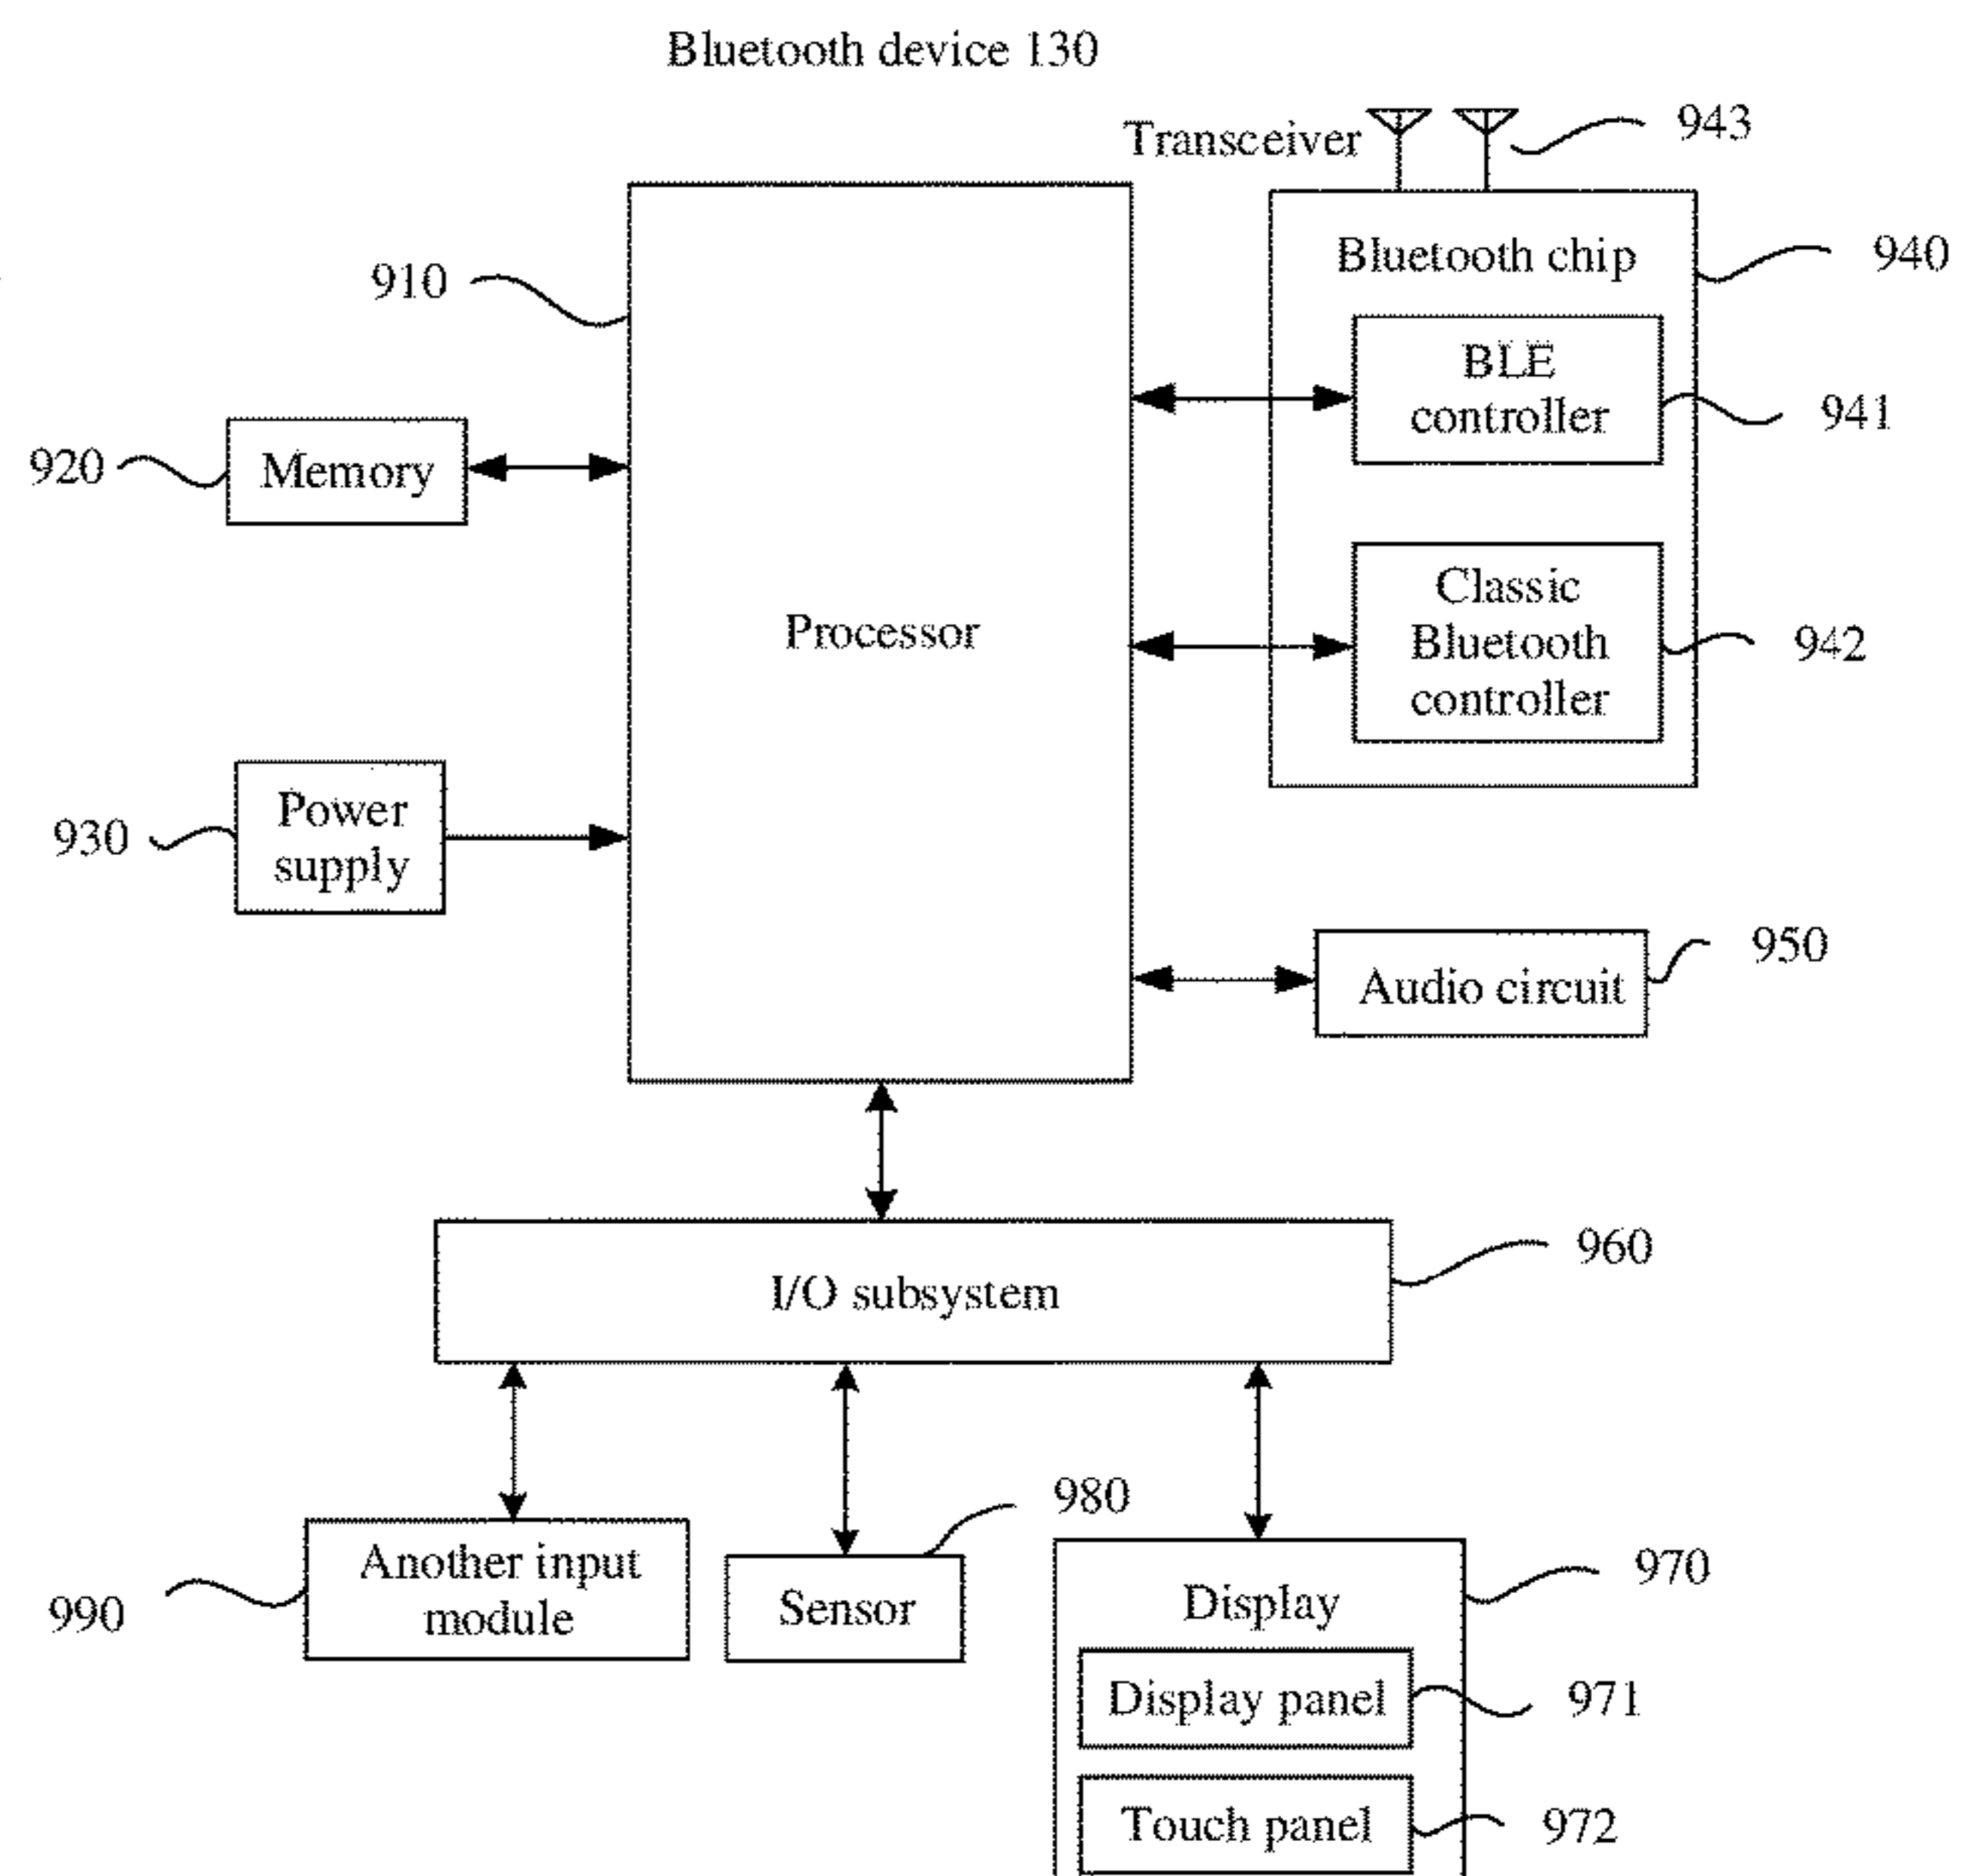 Bluetooth device 130
Transceiver
943
Bluetooth chip
940
910
BLE
controller
941
920
Memory
Processor
Classic
Bluetooth
controller
942
930
Power
supply
950
Audio circuit
960
I/O subsystem
980
990
Another input
module
Sensor
970
Display
Display panel
971
Touch panel
972